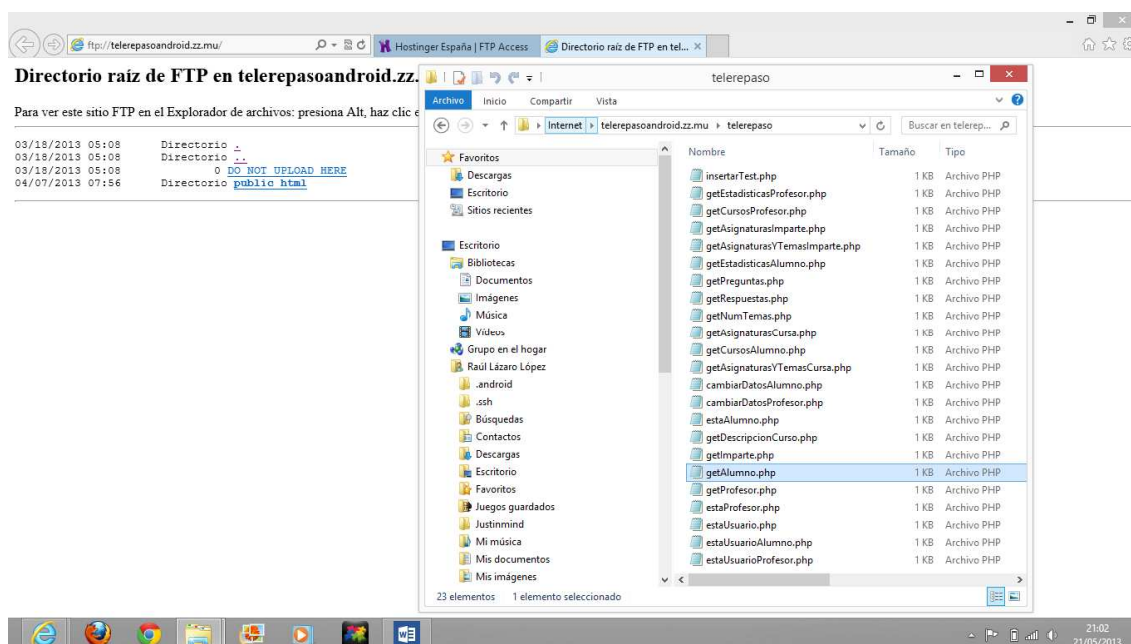 ftp://telerepasoandroid.zz.mu/
Hostinger España | FTP Access
Directorio raíz de FTP en tel...
Directorio raíz de FTP en telerepasoandroid.zz.
Para ver este sitio FTP en el Explorador de archivos: presiona Alt, haz clic e
03/18/2013 05:08 Directorio .
03/18/2013 05:08 Directorio ..
03/18/2013 05:08 0 DO NOT UPLOAD HERE
04/07/2013 07:56 Directorio public html
telerepaso
Archivo Inicio Compartir Vista
Internet telerepasoandroid.zz.mu telerepaso
Buscar en telerep...
Favoritos
Descargas
Escritorio
Sitios recientes
Escritorio
Bibliotecas
Documentos
Imágenes
Música
Vídeos
Grupo en el hogar
Raúl Lázaro López
.android
.ssh
Búsquedas
Contactos
Descargas
Escritorio
Favoritos
Juegos guardados
Justinmind
Mi música
Mis documentos
Mis imágenes
Nombre Tamaño Tipo
insertarTest.php 1 KB Archivo PHP
getEstadisticasProfesor.php 1 KB Archivo PHP
getCursosProfesor.php 1 KB Archivo PHP
getAsignaturasImparte.php 1 KB Archivo PHP
getAsignaturasYTemasImparte.php 1 KB Archivo PHP
getEstadisticasAlumno.php 1 KB Archivo PHP
getPreguntas.php 1 KB Archivo PHP
getRespuestas.php 1 KB Archivo PHP
getNumTemas.php 1 KB Archivo PHP
getAsignaturasCursa.php 1 KB Archivo PHP
getCursosAlumno.php 1 KB Archivo PHP
getAsignaturasYTemasCursa.php 1 KB Archivo PHP
cambiarDatosAlumno.php 1 KB Archivo PHP
cambiarDatosProfesor.php 1 KB Archivo PHP
estaAlumno.php 1 KB Archivo PHP
getDescripcionCurso.php 1 KB Archivo PHP
getImparte.php 1 KB Archivo PHP
getAlumno.php 1 KB Archivo PHP
getProfesor.php 1 KB Archivo PHP
estaProfesor.php 1 KB Archivo PHP
estaUsuario.php 1 KB Archivo PHP
estaUsuarioAlumno.php 1 KB Archivo PHP
estaUsuarioProfesor.php 1 KB Archivo PHP
23 elementos 1 elemento seleccionado
21:02
21/05/2013